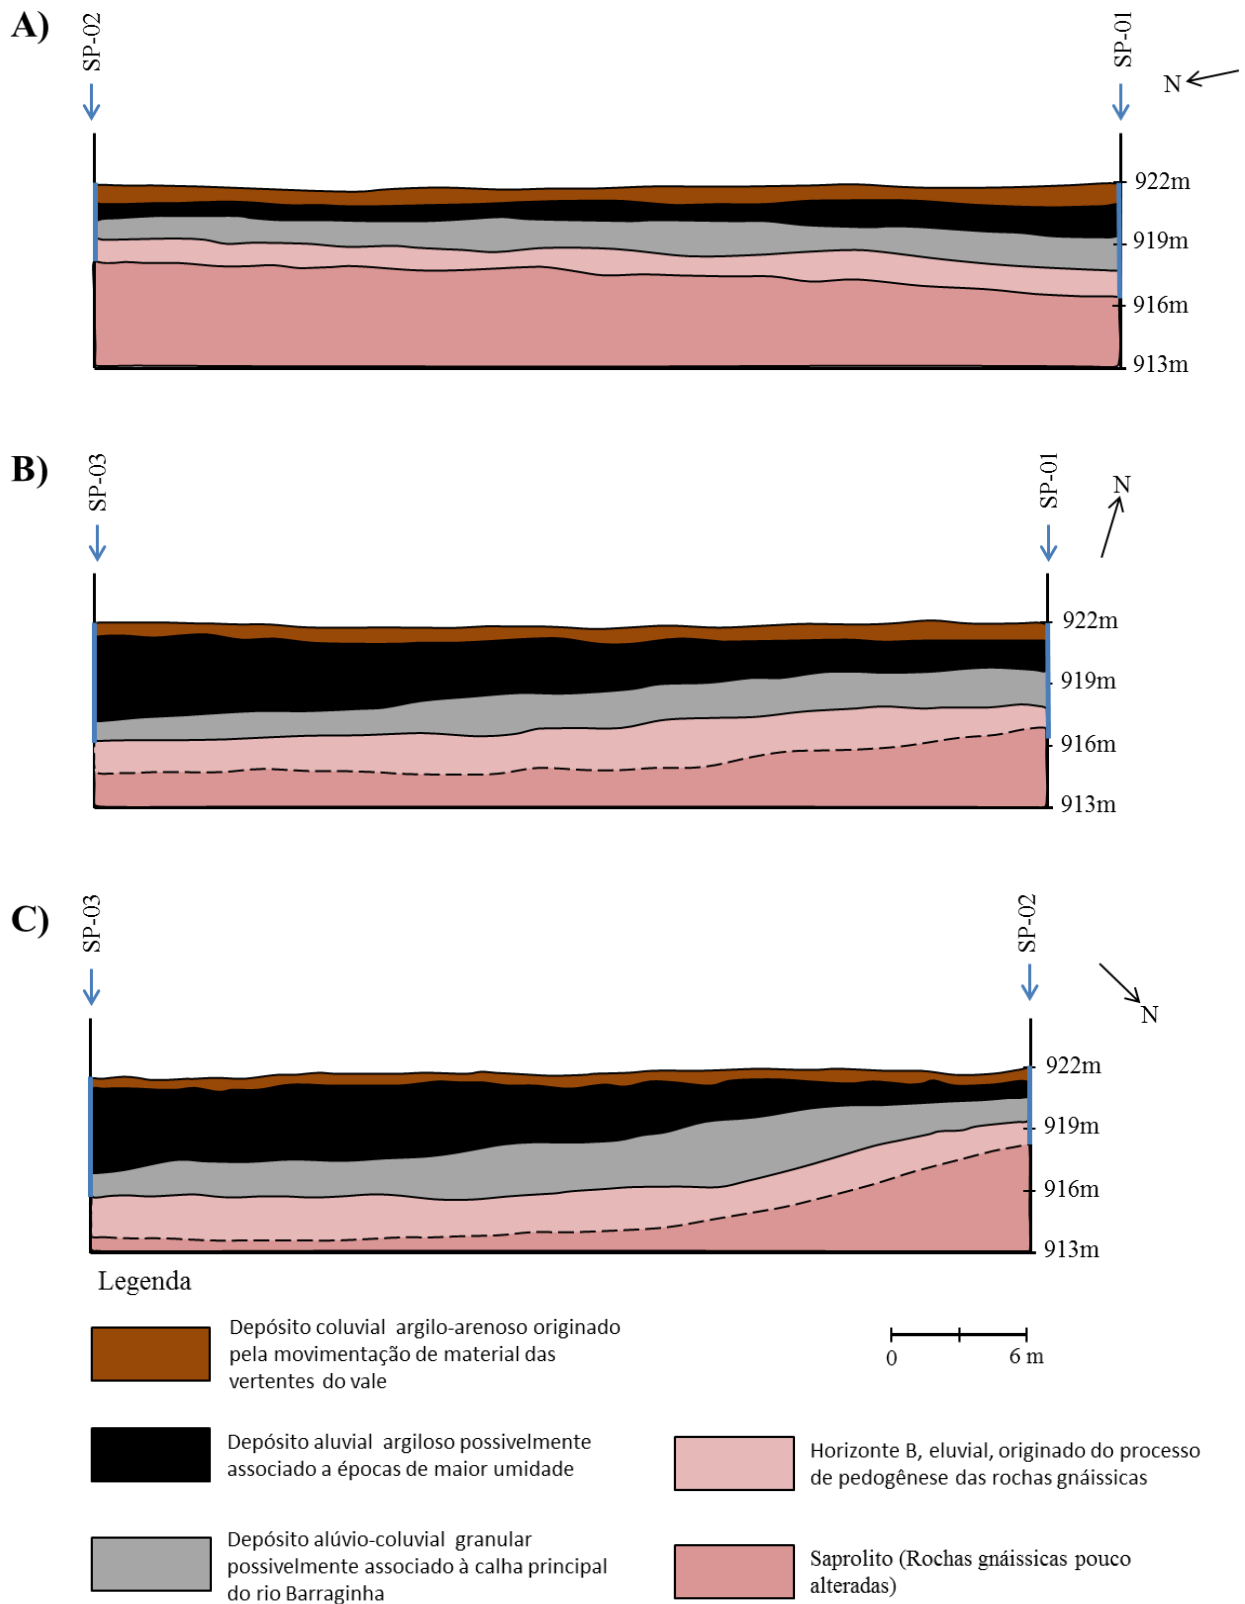 A)
SP-02
SP-01
N
922m
919m
916m
913m
B)
SP-03
SP-01
N
922m
919m
916m
913m
C)
SP-03
SP-02
N
922m
919m
916m
913m
Legenda
Depósito coluvial argilo-arenoso originado
pela movimentação de material das
vertentes do vale
0
6 m
Depósito aluvial argiloso possivelmente
associado a épocas de maior umidade
Horizonte B, eluvial, originado do processo
de pedogênese das rochas gnáissicas
Depósito alúvio-coluvial granular
possivelmente associado à calha principal
do rio Barraginha
Saprolito (Rochas gnáissicas pouco
alteradas)